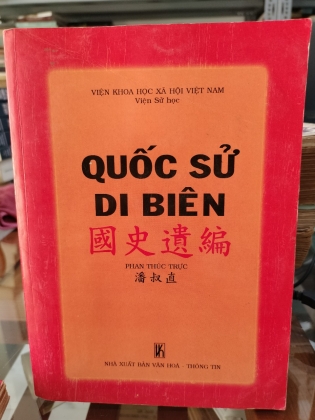 VIỆN KHOA HỌC XÃ HỘI VIỆT NAM
Viện Sử học
QUỐC SỬ
DI BIÊN
國史遺編
PHAN THÚC TRỰC
潘叔直
NHÀ XUẤT BẢN VĂN HOÁ - THÔNG TIN